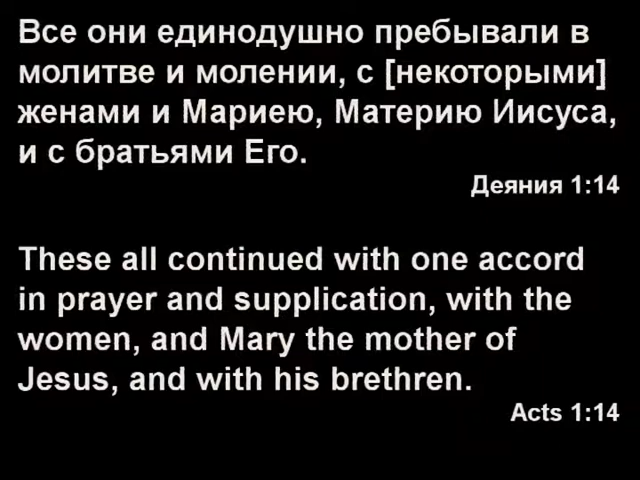 Все они единодушно пребывали в
молитве и молении, с [некоторыми]
женами и Мариею, Материю Иисуса,
и с братьями Его.
Деяния 1:14
These all continued with one accord
in prayer and supplication, with the
women, and Mary the mother of
Jesus, and with his brethren.
Acts 1:14